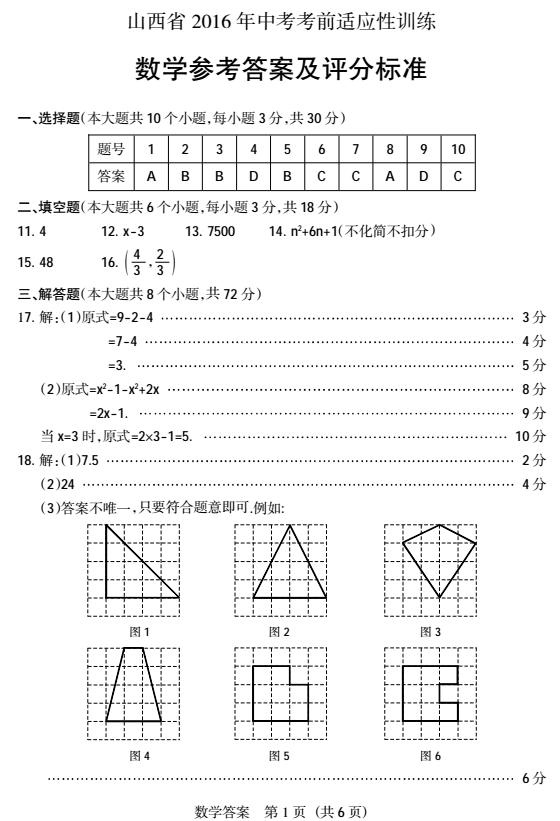 山西省 2016 年中考考前适应性训练
数学参考答案及评分标准
一、选择题(本大题共 10 个小题,每小题 3 分,共 30 分)
题号 1 2 3 4 5 6 7 8 9 10
答案 A B B D B C C A D C
二、填空题(本大题共 6 个小题,每小题 3 分,共 18 分)
11. 4 12. x-3 13. 7500 14. n²+6n+1(不化简不扣分)
15. 48 16. (4/3, 2/3)
三、解答题(本大题共 8 个小题,共 72 分)
17. 解:(1)原式=9-2-4 …………………………………………………… 3 分
=7-4 …………………………………………………… 4 分
=3. …………………………………………………… 5 分
(2)原式=x²-1-x²+2x …………………………………………………… 8 分
=2x-1. …………………………………………………… 9 分
当 x=3 时,原式=2×3-1=5. ……………………………………………… 10 分
18. 解:(1)7.5 …………………………………………………… 2 分
(2)24 …………………………………………………… 4 分
(3)答案不唯一,只要符合题意即可.例如:
图 1 图 2 图 3
图 4 图 5 图 6
…………………………………………………… 6 分
数学答案 第 1 页 (共 6 页)